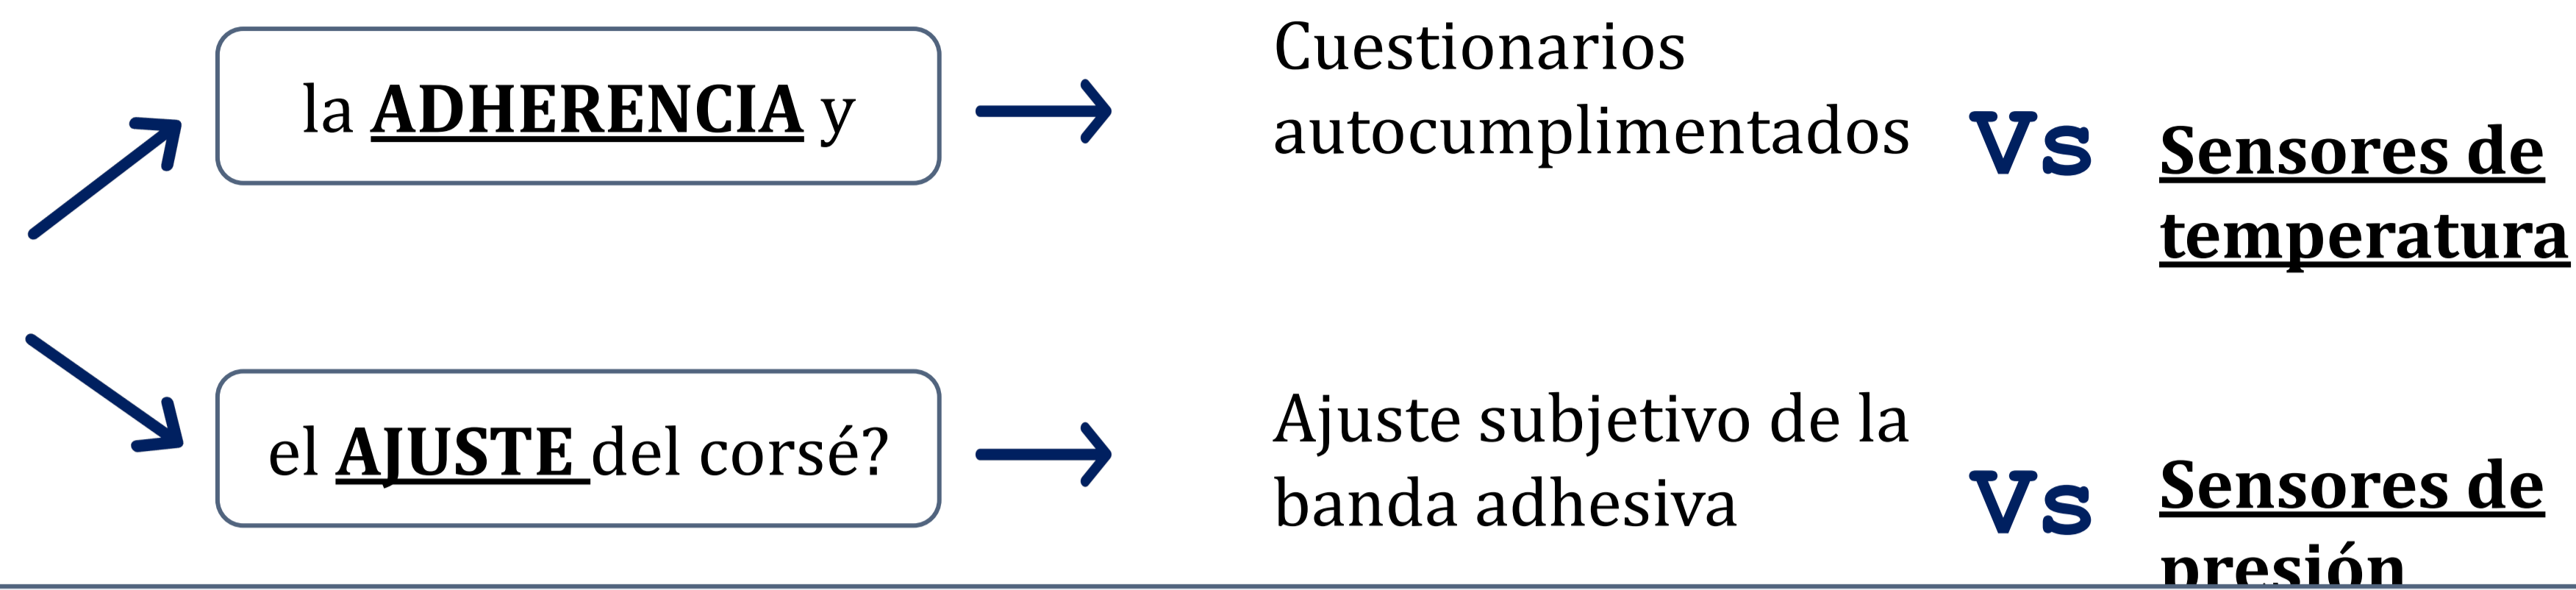 la ADHERENCIA y
Cuestionarios
autocumplimentados
Vs
Sensores de
temperatura
el AJUSTE del corsé?
Ajuste subjetivo de la
banda adhesiva
Vs
Sensores de
presión